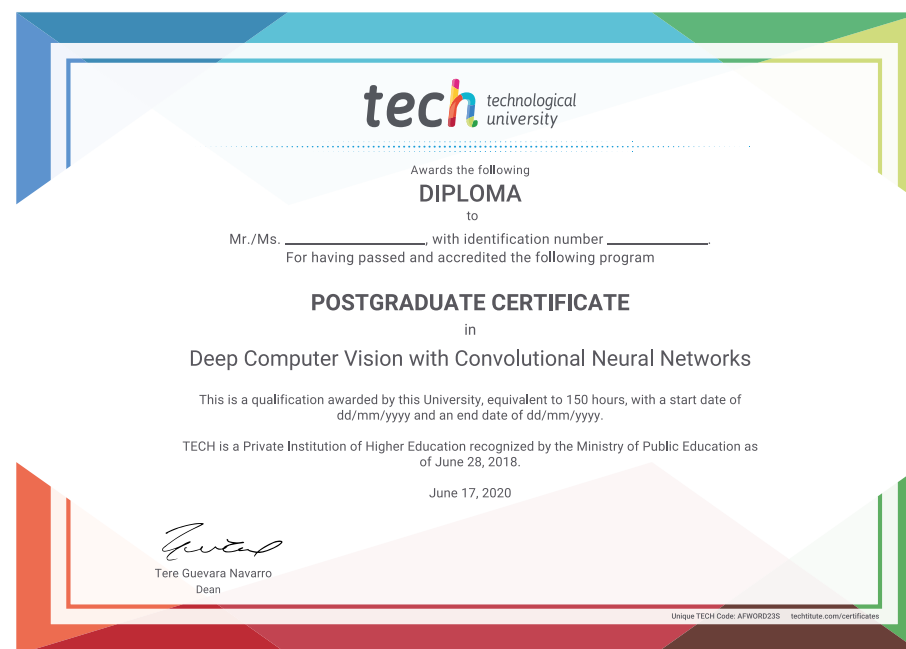 tech technological
university
Awards the following
DIPLOMA
to
Mr./Ms. ____________, with identification number ____________.
For having passed and accredited the following program
POSTGRADUATE CERTIFICATE
in
Deep Computer Vision with Convolutional Neural Networks
This is a qualification awarded by this University, equivalent to 150 hours, with a start date of
dd/mm/yyyy and an end date of dd/mm/yyyy.
TECH is a Private Institution of Higher Education recognized by the Ministry of Public Education as
of June 28, 2018.
June 17, 2020
Tere Guevara Navarro
Dean
Unique TECH Code: AFWORD23S techtitute.com/certificates